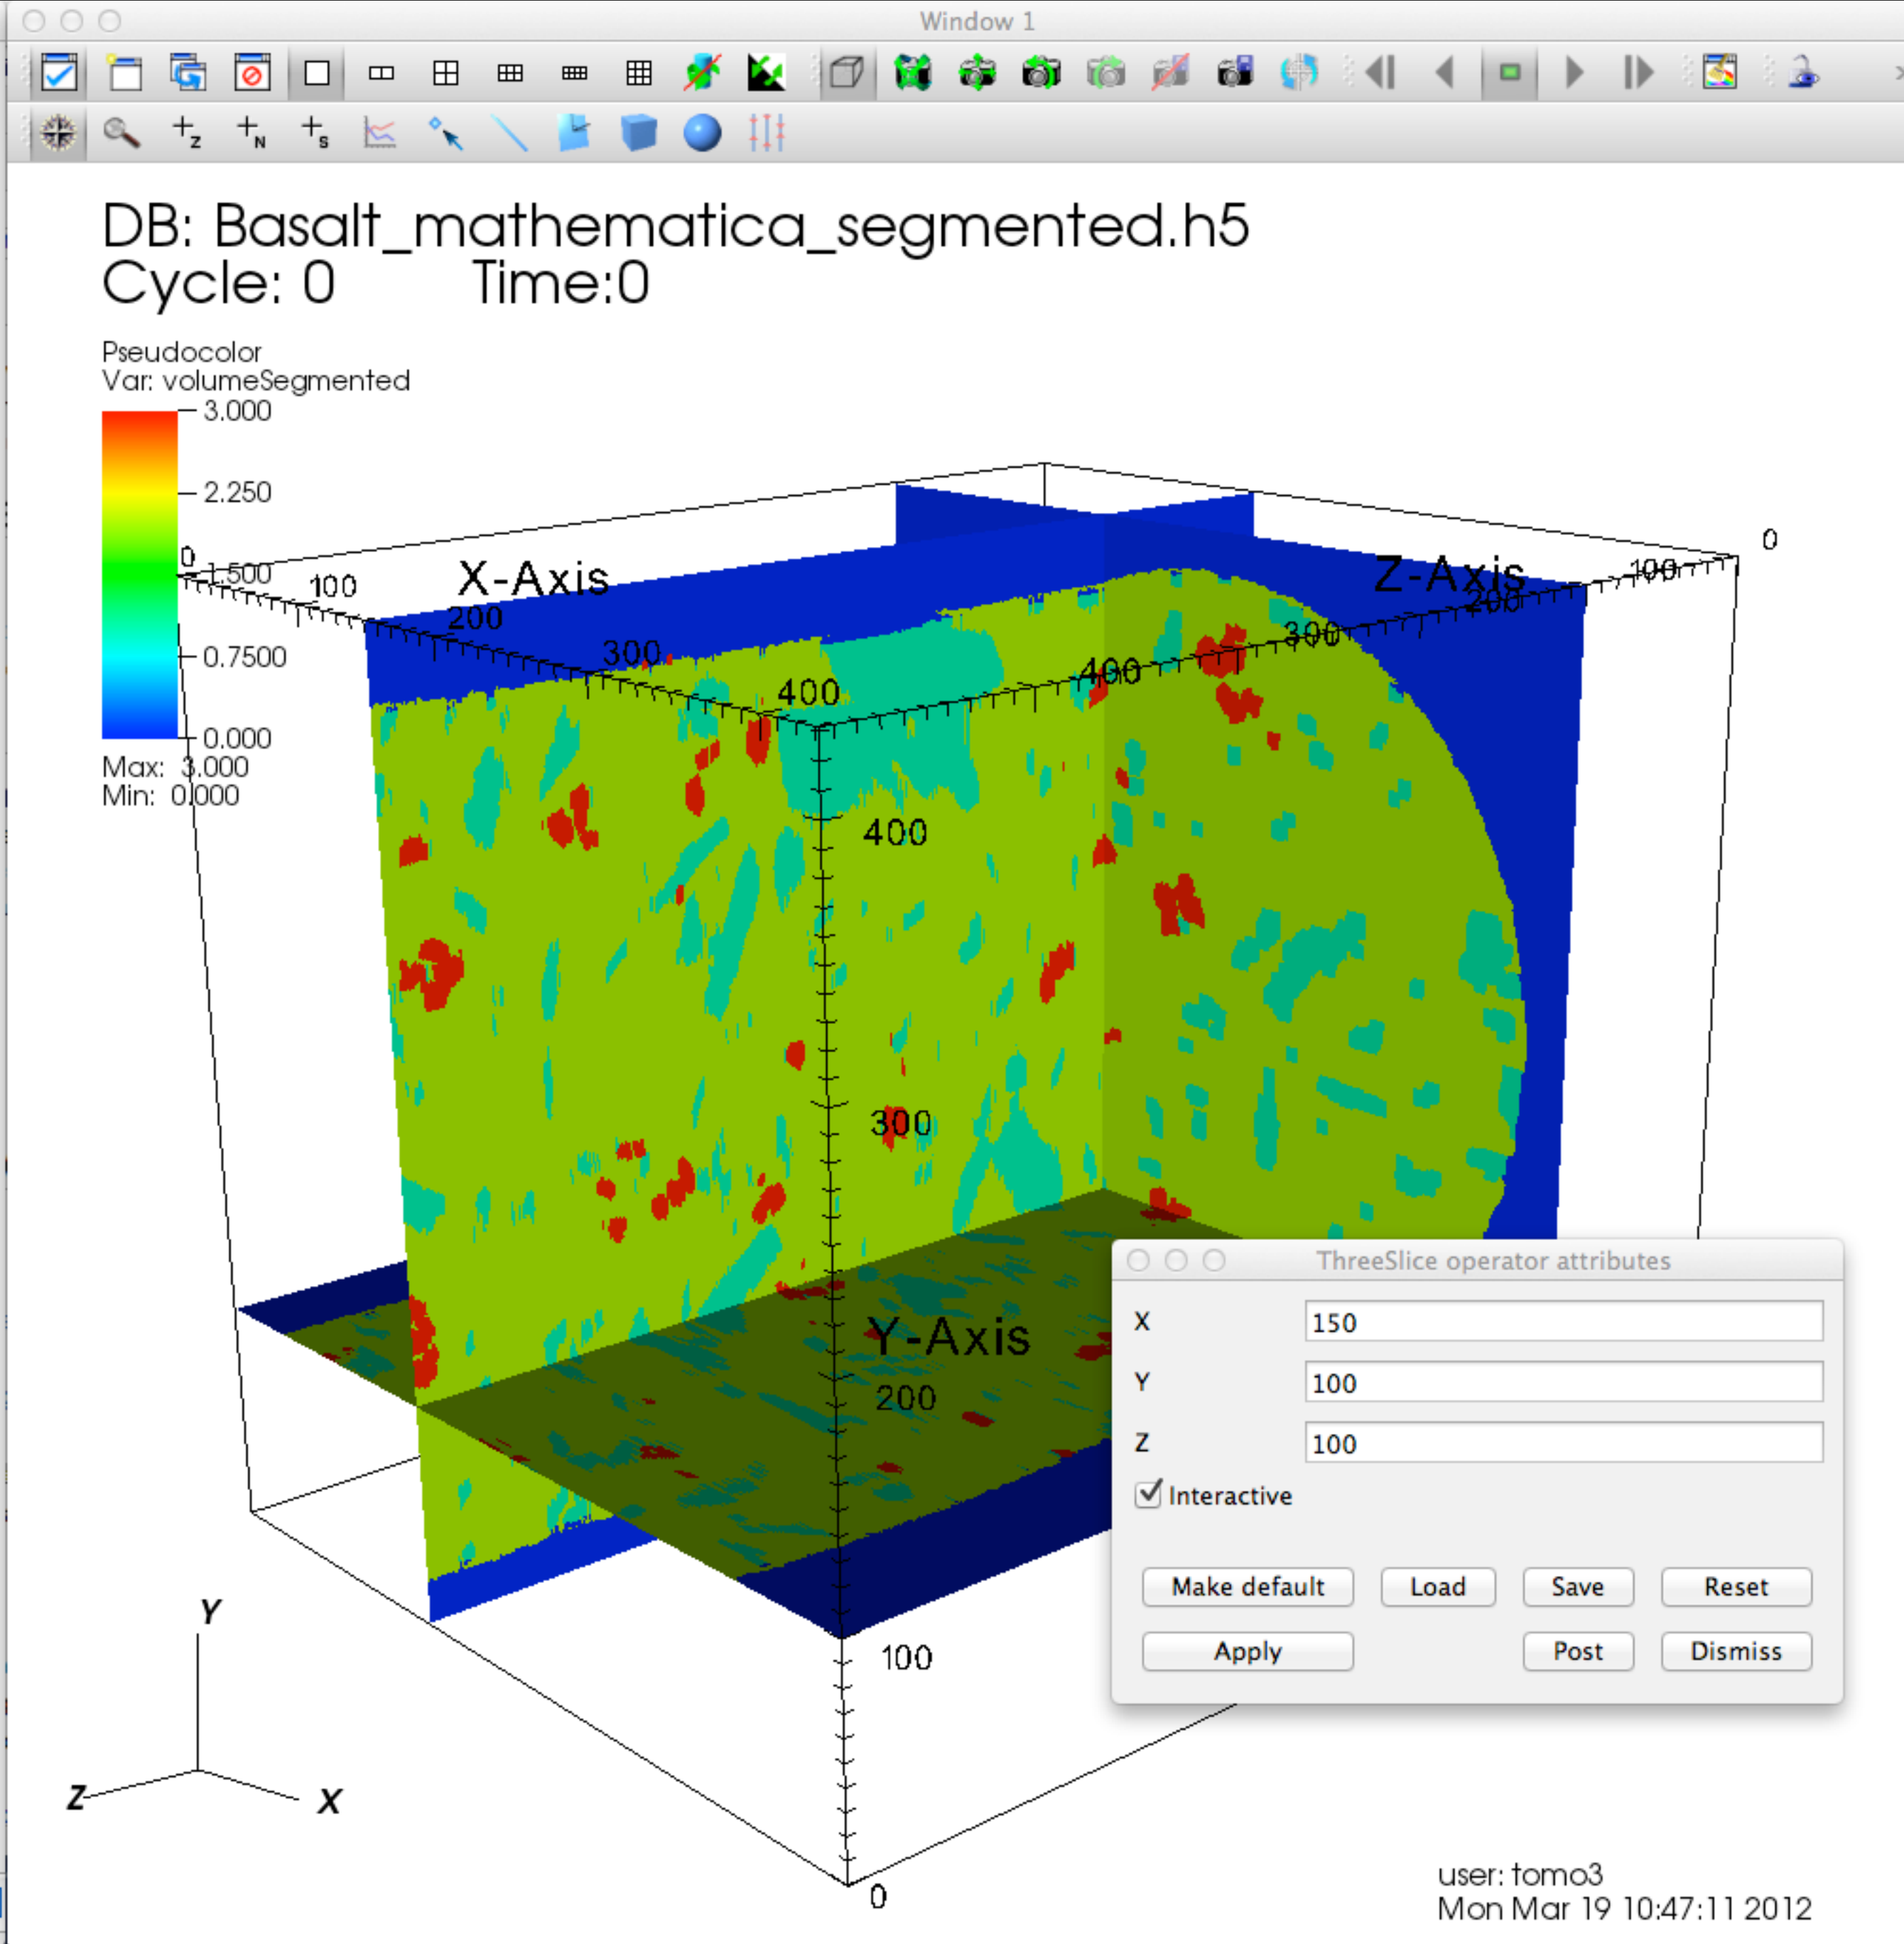 Window 1
Z
N
S
DB: Basalt_mathematica_segmented.h5
Cycle: 0 Time:0
Pseudocolor
Var: volumeSegmented
3.000
2.250
1.500
0.7500
0.000
Max: 3.000
Min: 0.000
X-Axis
0
100
200
300
400
Z-Axis
0
100
200
300
400
Y-Axis
400
300
200
100
0
ThreeSlice operator attributes
X 150
Y 100
Z 100
Interactive
Make default Load Save Reset
Apply Post Dismiss
Y
Z
X
user: tomo3
Mon Mar 19 10:47:11 2012